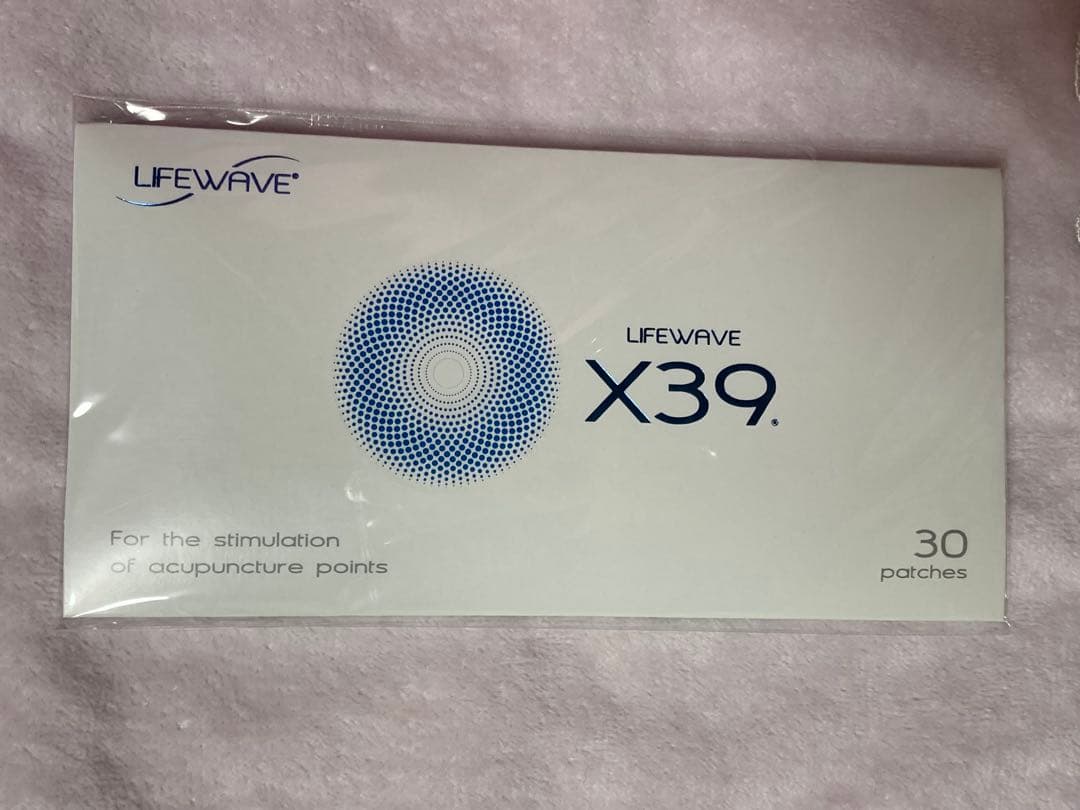 LIFEWAVE®
LIFEWAVE
X39®
For the stimulation
of acupuncture points
30
patches